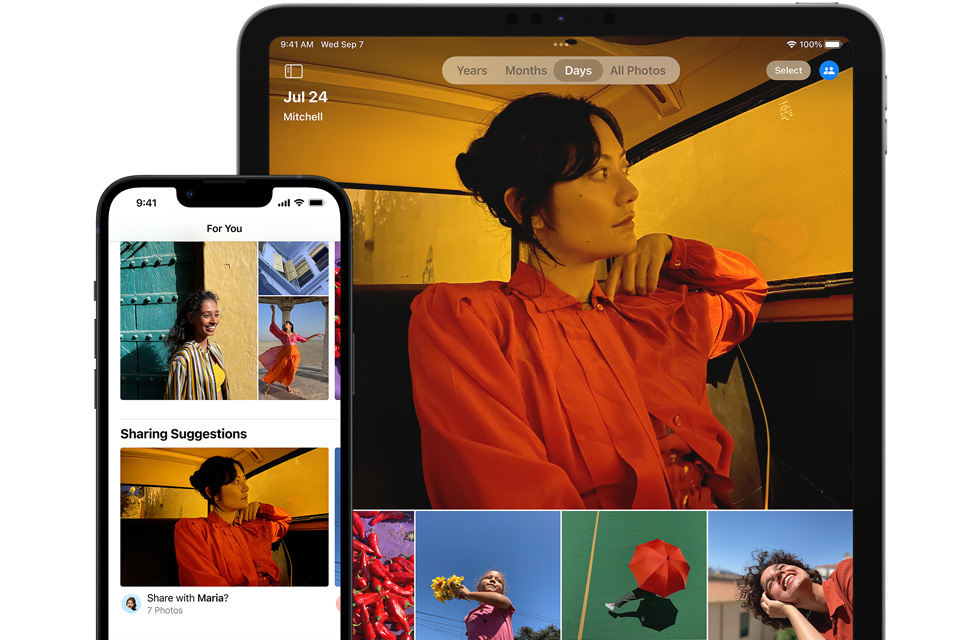 9:41 AM Wed Sep 7
100%
Years Months Days All Photos
Select
Jul 24
Mitchell
9:41
For You
Sharing Suggestions
Share with Maria?
7 Photos